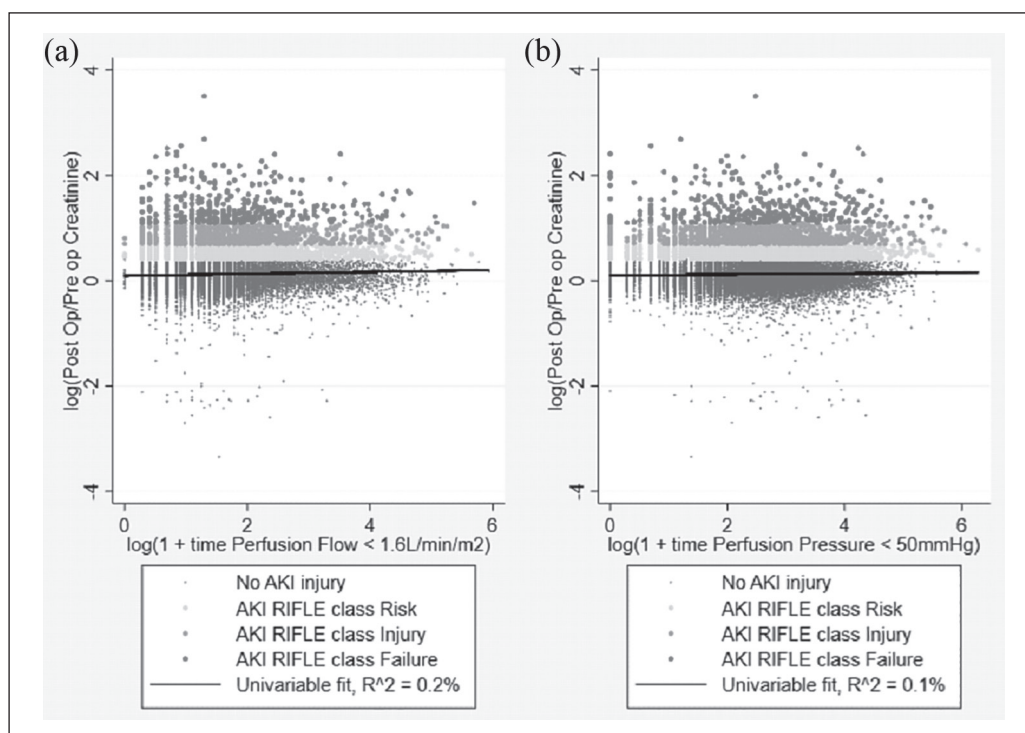 (a)
4
2
0
-2
-4
log(Post Op/Pre op Creatinine)
0 2 4 6
log(1 + time Perfusion Flow < 1.6L/min/m2)
No AKI injury
AKI RIFLE class Risk
AKI RIFLE class Injury
AKI RIFLE class Failure
Univariable fit, R^2 = 0.2%
(b)
4
2
0
-2
-4
log(Post Op/Pre op Creatinine)
0 2 4 6
log(1 + time Perfusion Pressure < 50mmHg)
No AKI injury
AKI RIFLE class Risk
AKI RIFLE class Injury
AKI RIFLE class Failure
Univariable fit, R^2 = 0.1%